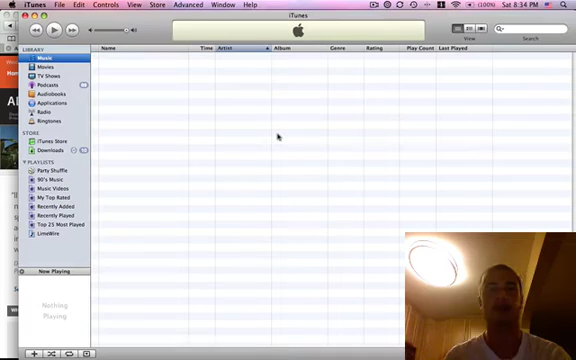 iTunes File Edit Controls View Store Advanced Window Help (100%) Sat 8:34 PM
iTunes
View
Search
Name Time Artist Album Genre Rating Play Count Last Played
LIBRARY
Music
Movies
TV Shows
Podcasts
Audiobooks
Applications
Radio
Ringtones
STORE
iTunes Store
Downloads
PLAYLISTS
Party Shuffle
90's Music
Music Videos
My Top Rated
Recently Added
Recently Played
Top 25 Most Played
LimeWire
Now Playing
Nothing
Playing